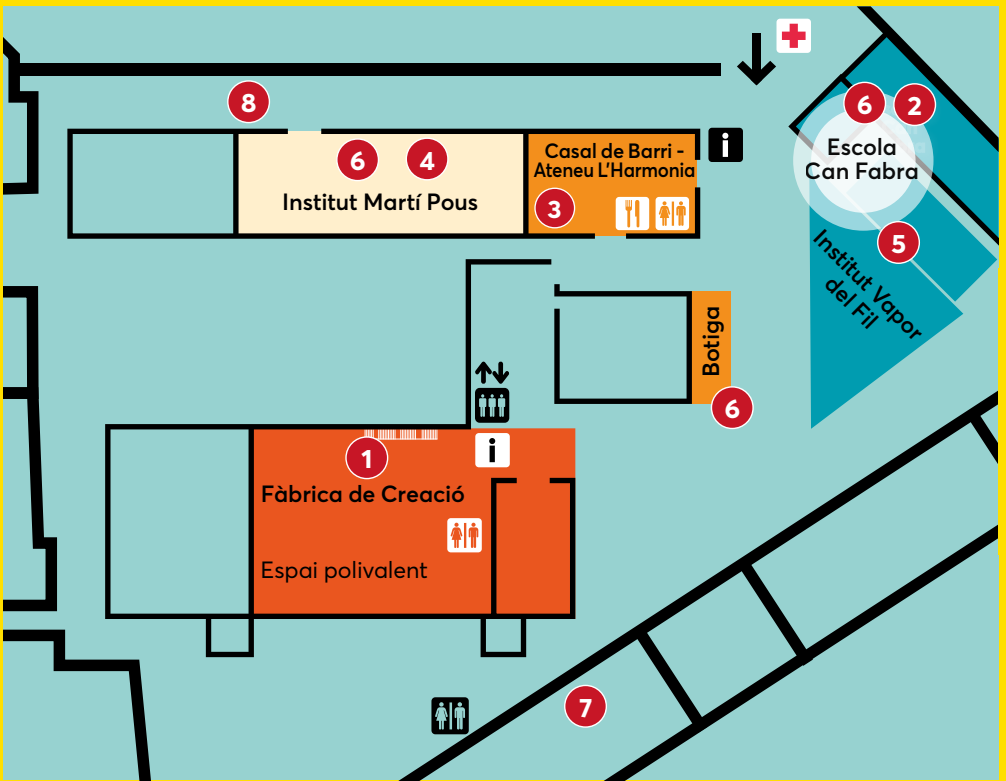 8
6
4
Institut Martí Pous
Casal de Barri -
Ateneu L'Harmonia
3
i
6
2
Escola
Can Fabra
5
Institut Vapor
del Fil
Botiga
6
i
1
Fàbrica de Creació
Espai polivalent
7